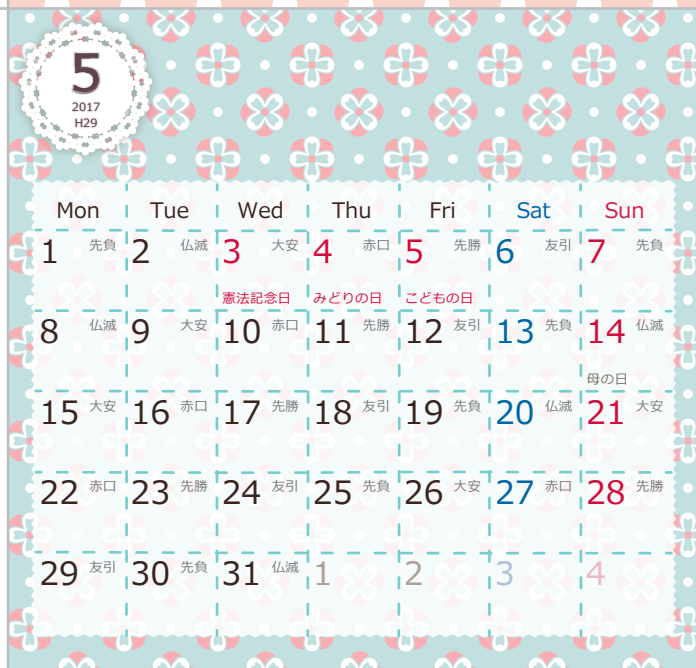 5
2017
H29
Mon Tue Wed Thu Fri Sat Sun
1 先負 2 仏滅 3 大安 4 赤口 5 先勝 6 友引 7 先負
憲法記念日 みどりの日 こどもの日
8 仏滅 9 大安 10 赤口 11 先勝 12 友引 13 先負 14 仏滅
母の日
15 大安 16 赤口 17 先勝 18 友引 19 先負 20 仏滅 21 大安
22 赤口 23 先勝 24 友引 25 先負 26 大安 27 赤口 28 先勝
29 友引 30 先負 31 仏滅 1 2 3 4